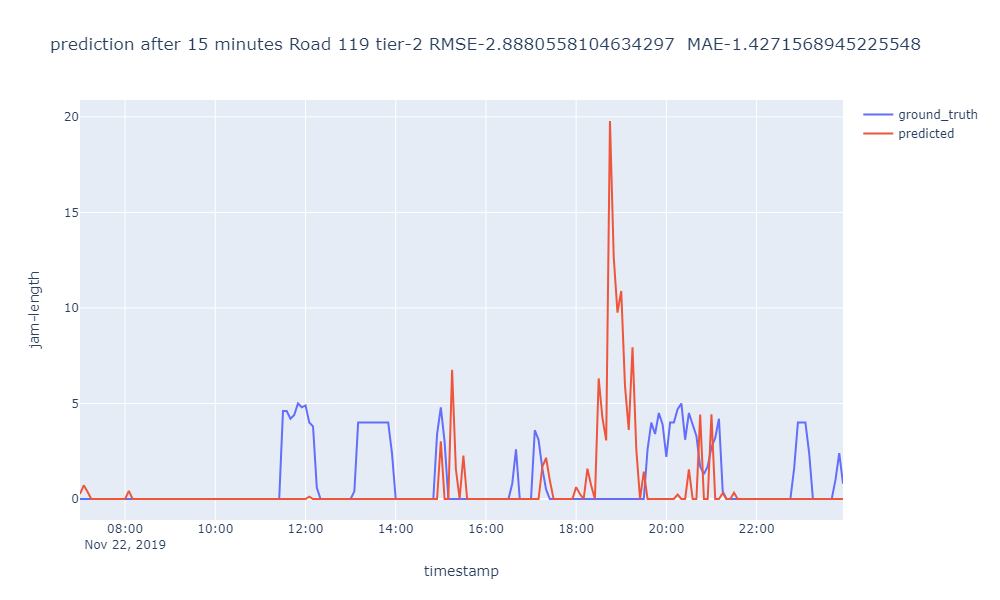 prediction after 15 minutes Road 119 tier-2 RMSE-2.8880558104634297 MAE-1.4271568945225548
ground_truth
predicted
20
15
10
5
0
jam-length
08:00 10:00 12:00 14:00 16:00 18:00 20:00 22:00
Nov 22, 2019
timestamp